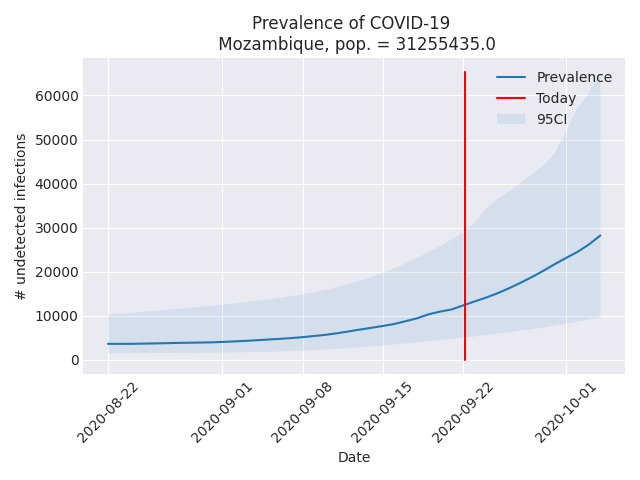 Prevalence of COVID-19
Mozambique, pop. = 31255435.0
Prevalence
Today
95CI
60000
50000
40000
30000
20000
10000
0
# undetected infections
2020-08-22
2020-09-01
2020-09-08
2020-09-15
2020-09-22
2020-10-01
Date